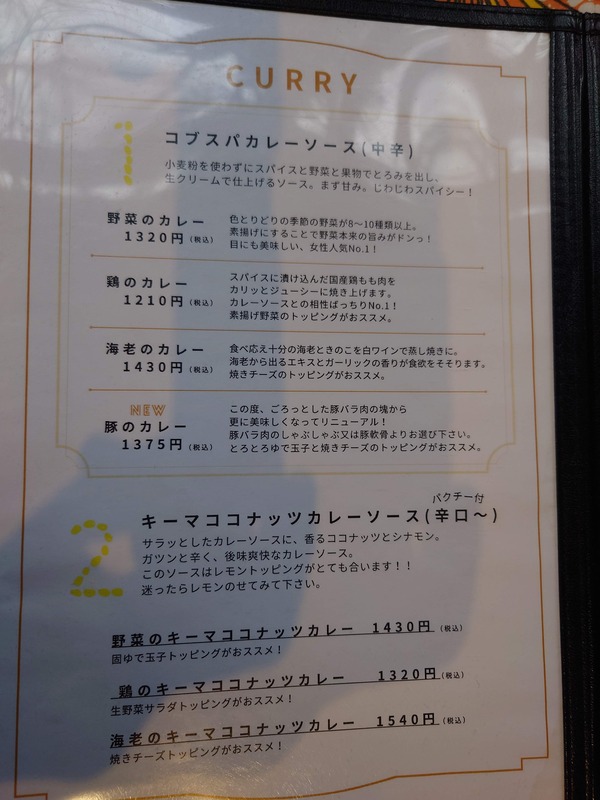 CURRY
1
コブスパカレーソース(中辛)
小麦粉を使わずにスパイスと野菜と果物でとろみを出し、
生クリームで仕上げるソース。まず甘み。じわじわスパイシー！
野菜のカレー
1320円(税込)
色とりどりの季節の野菜が8〜10種類以上。
素揚げにすることで野菜本来の旨みがドンっ！
目にも美味しい、女性人気No.1！
鶏のカレー
1210円(税込)
スパイスに漬け込んだ国産鶏もも肉を
カリッとジューシーに焼き上げます。
カレーソースとの相性ばっちりNo.1！
素揚げ野菜のトッピングがおススメ。
海老のカレー
1430円(税込)
食べ応え十分の海老ときのこを白ワインで蒸し焼きに。
海老から出るエキスとガーリックの香りが食欲をそそります。
焼きチーズのトッピングがおススメ。
NEW
豚のカレー
1375円(税込)
この度、ごろっとした豚バラ肉の塊から
更に美味しくなってリニューアル！
豚バラ肉のしゃぶしゃぶ又は豚軟骨よりお選び下さい。
とろとろゆで玉子と焼きチーズのトッピングがおススメ。
2
パクチー付
キーマココナッツカレーソース(辛口〜)
サラッとしたカレーソースに、香るココナッツとシナモン。
ガツンと辛く、後味爽快なカレーソース。
このソースはレモントッピングがとても合います！！
迷ったらレモンのせてみて下さい。
野菜のキーマココナッツカレー 1430円(税込)
固ゆで玉子トッピングがおススメ！
鶏のキーマココナッツカレー 1320円(税込)
生野菜サラダトッピングがおススメ！
海老のキーマココナッツカレー 1540円(税込)
焼きチーズトッピングがおススメ！